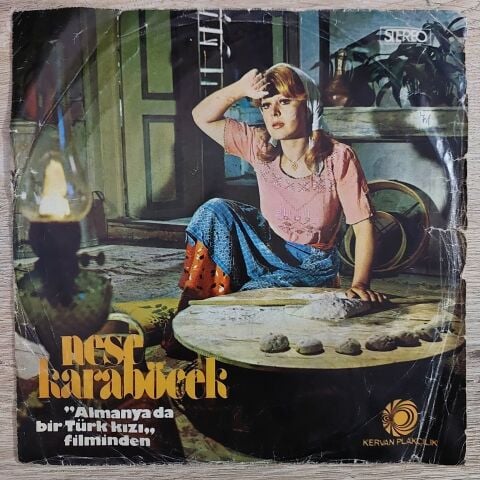 STEREO
neşe
karaböcek
"Almanya da
bir Türk kızı„
filminden
KERVAN PLAKÇILIK